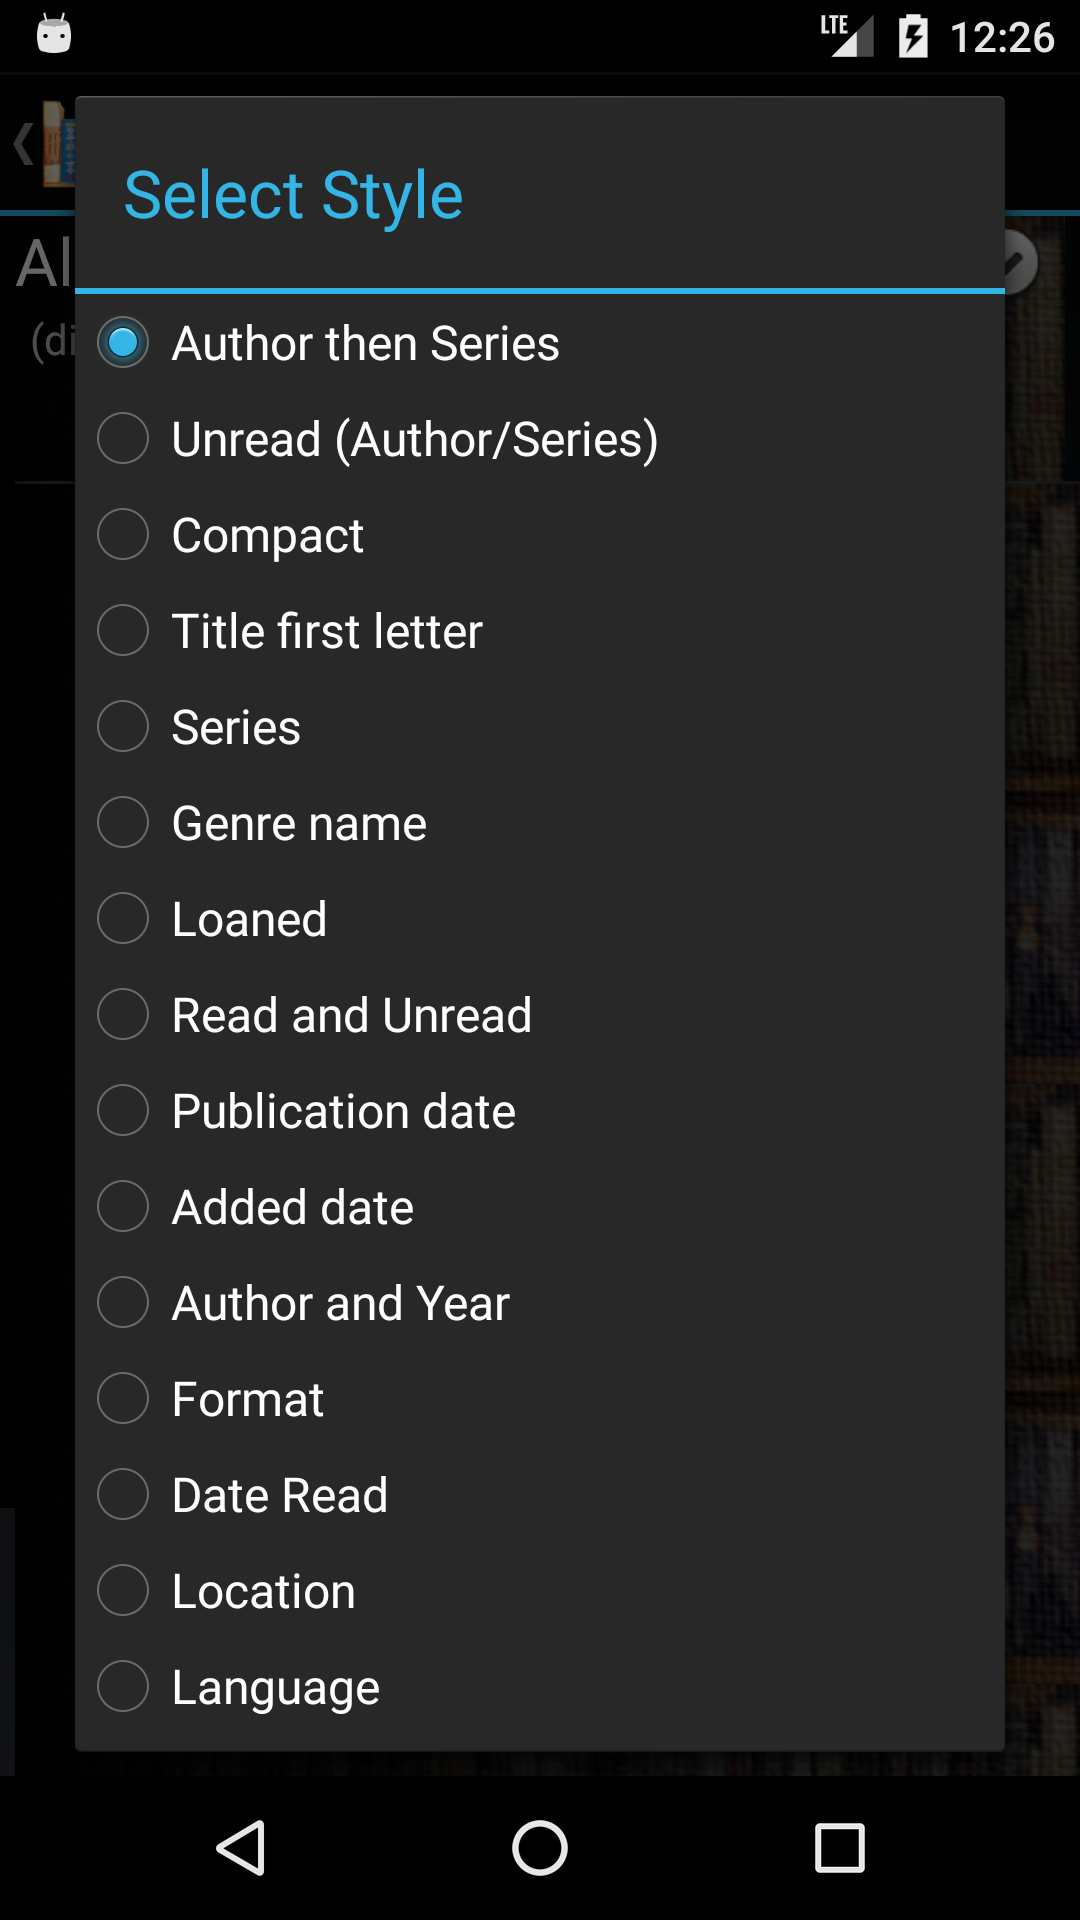 LTE 12:26
Select Style
Al
(di
Author then Series
Unread (Author/Series)
Compact
Title first letter
Series
Genre name
Loaned
Read and Unread
Publication date
Added date
Author and Year
Format
Date Read
Location
Language